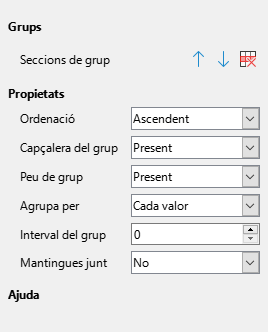 Grups
Seccions de grup
Propietats
Ordenació Ascendent
Capçalera del grup Present
Peu de grup Present
Agrupa per Cada valor
Interval del grup 0
Mantingues junt No
Ajuda